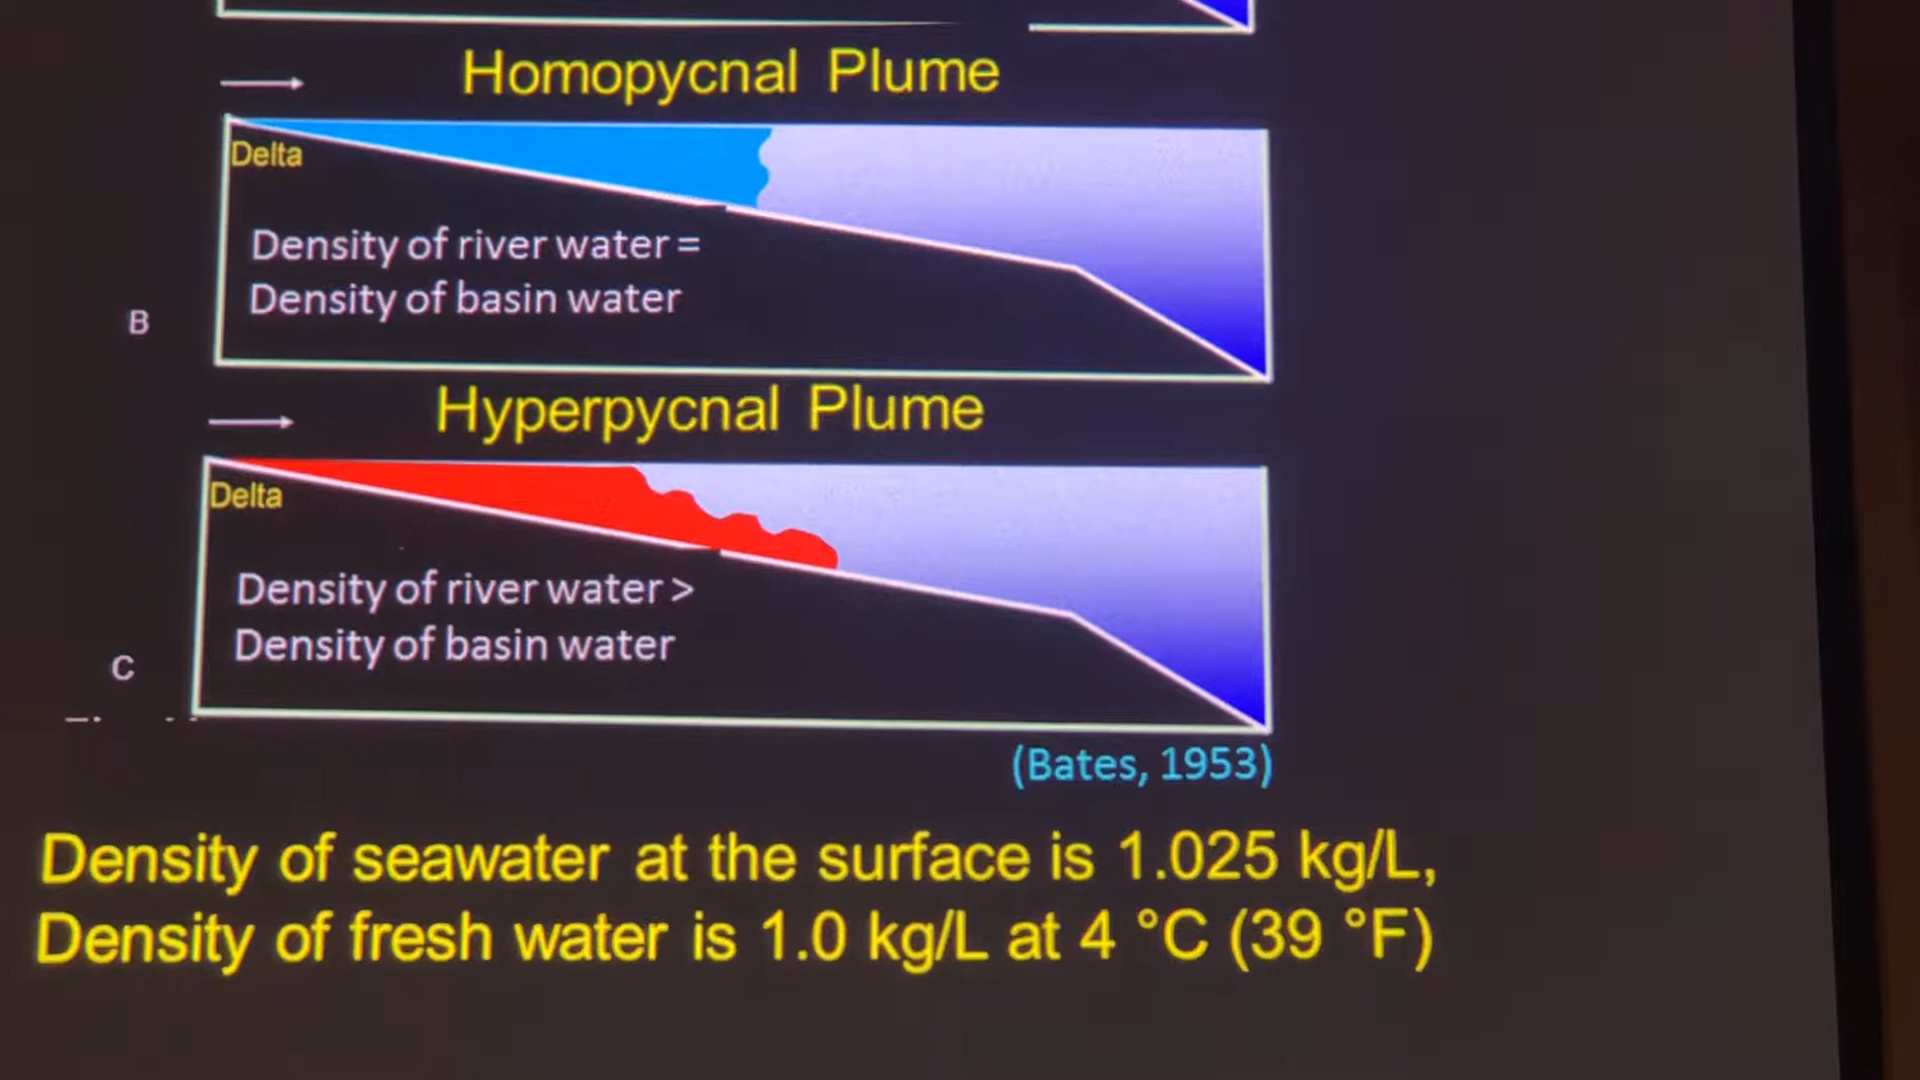 Homopycnal Plume
Delta
Density of river water =
Density of basin water
B
Hyperpycnal Plume
Delta
Density of river water >
Density of basin water
C
(Bates, 1953)
Density of seawater at the surface is 1.025 kg/L,
Density of fresh water is 1.0 kg/L at 4 °C (39 °F)